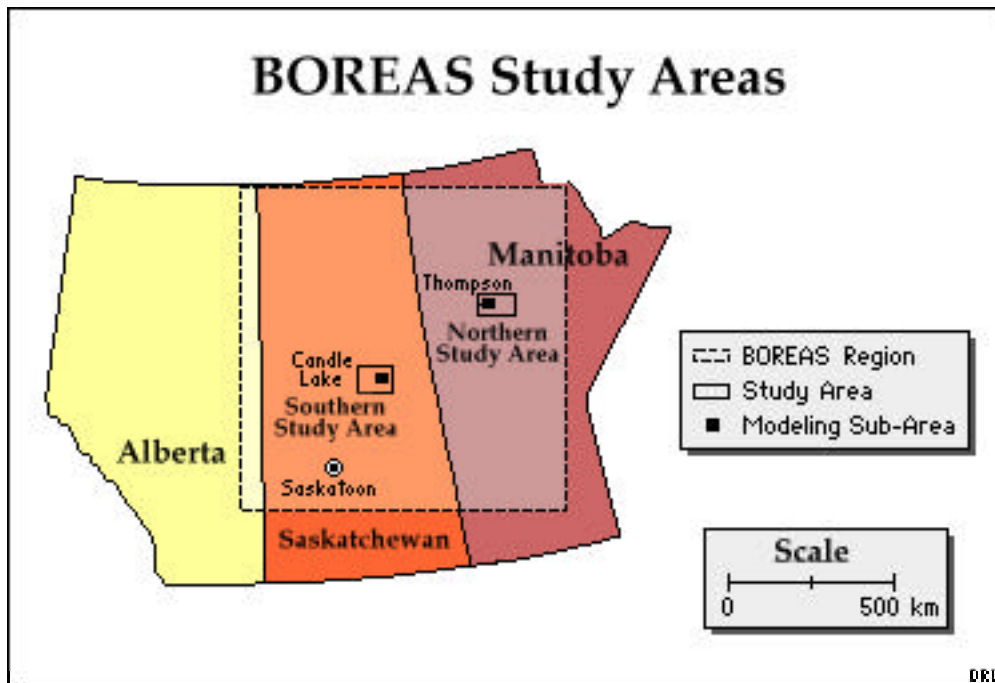 BOREAS Study Areas
Manitoba
Thompson
Northern
Study Area
Candle
Lake
Southern
Study Area
Alberta
Saskatoon
Saskatchewan
BOREAS Region
Study Area
Modeling Sub-Area
Scale
0 500 km